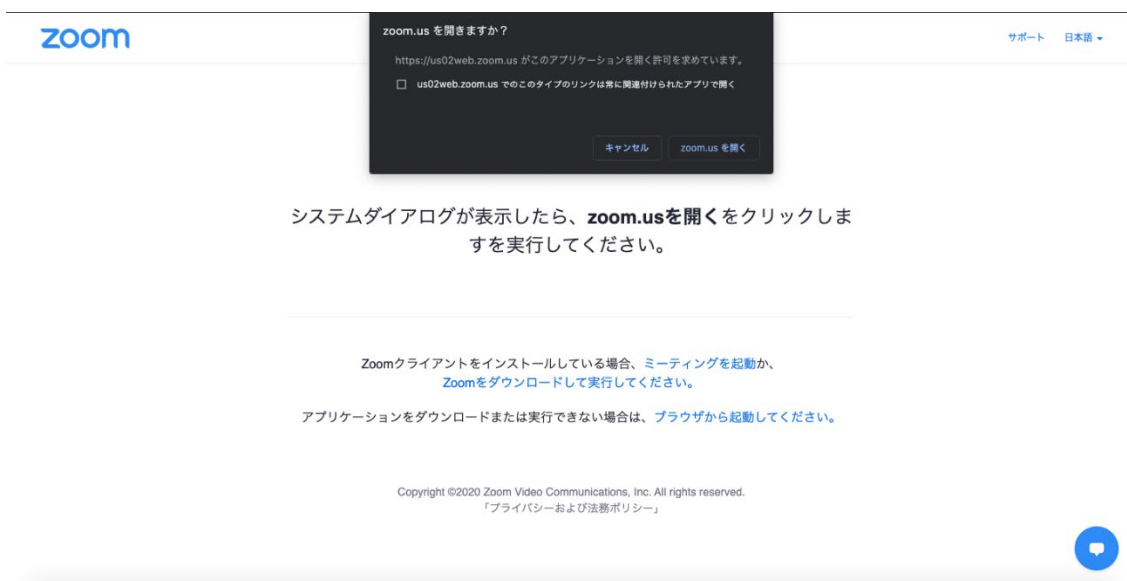 zoom
サポート 日本語
zoom.us を開きますか？
https://us02web.zoom.us がこのアプリケーションを開く許可を求めています。
us02web.zoom.us でのこのタイプのリンクは常に関連付けられたアプリで開く
キャンセル zoom.us を開く
システムダイアログが表示したら、zoom.usを開くをクリックしま
すを実行してください。
Zoomクライアントをインストールしている場合、ミーティングを起動か、
Zoomをダウンロードして実行してください。
アプリケーションをダウンロードまたは実行できない場合は、ブラウザから起動してください。
Copyright ©2020 Zoom Video Communications, Inc. All rights reserved.
「プライバシーおよび法務ポリシー」